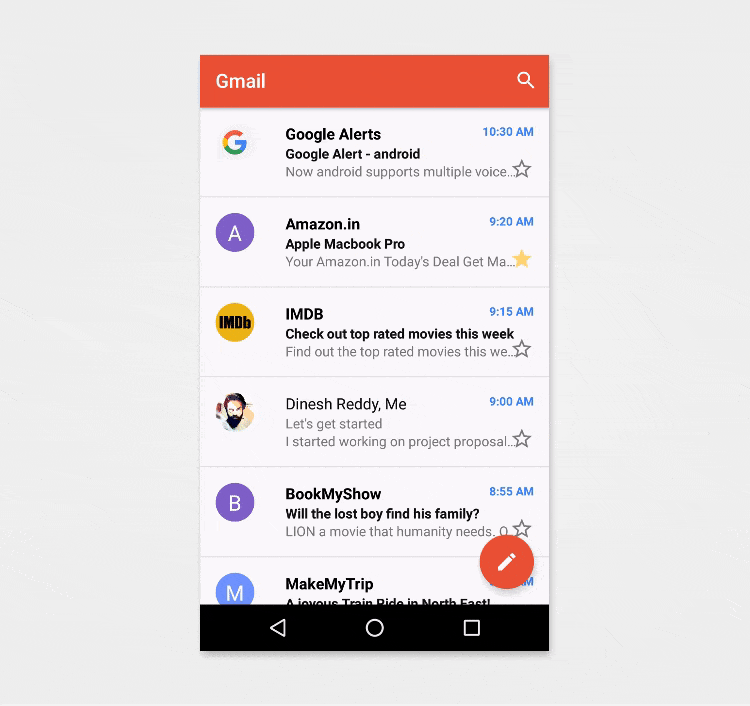 Gmail
Google Alerts
10:30 AM
Google Alert - android
Now android supports multiple voice...
A
Amazon.in
9:20 AM
Apple Macbook Pro
Your Amazon.in Today's Deal Get Ma...
IMDb
IMDB
9:15 AM
Check out top rated movies this week
Find out the top rated movies this we...
Dinesh Reddy, Me
9:00 AM
Let's get started
I started working on project proposal...
B
BookMyShow
8:55 AM
Will the lost boy find his family?
LION a movie that humanity needs. O
M
MakeMyTrip
A joyous Train Ride in North East!